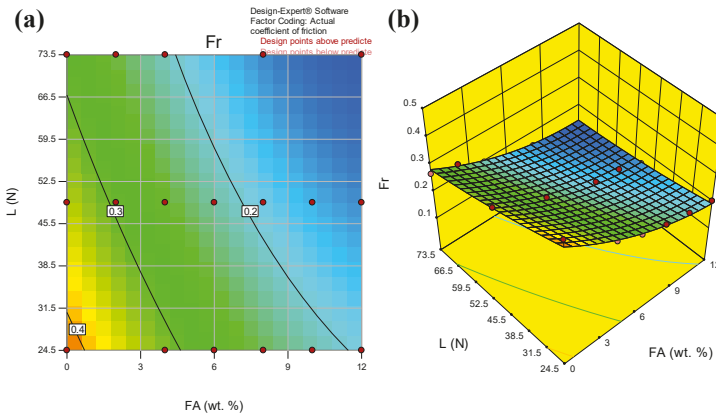 (a)
Design-Expert® Software
Factor Coding: Actual
coefficient of friction
Design points above predicte
Design points below predicte
Fr
73.5
66.5
59.5
52.5
45.5
38.5
31.5
24.5
L (N)
0.3
0.2
0.4
0
3
6
9
12
FA (wt. %)
(b)
0.5
0.4
0.3
0.2
0.1
Fr
73.5
66.5
59.5
52.5
45.5
38.5
31.5
24.5
L (N)
0
3
6
9
12
FA (wt. %)